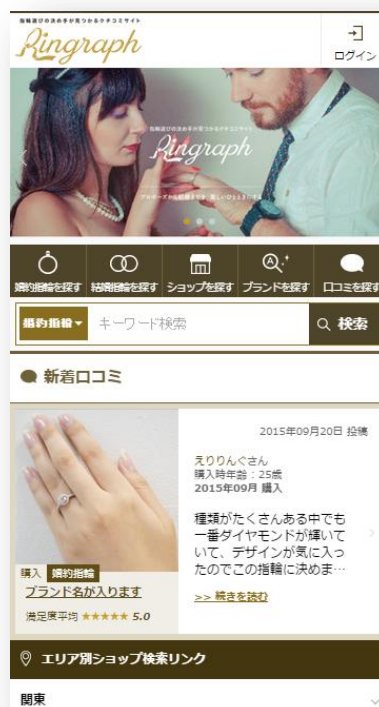 指輪選びの決め手が見つかるクチコミサイト
Ringraph
ログイン
指輪選びの決め手が見つかるクチコミサイト
Ringraph
婚約指輪を探す
結婚指輪を探す
ショップを探す
ブランドを探す
口コミを探す
婚約指輪
キーワード検索
検索
新着口コミ
2015年09月20日 投稿
えりりんぐさん
購入時年齢:25歳
2015年09月 購入
種類がたくさんある中でも
一番ダイヤモンドが輝いて
いて、デザインが気に入っ
たのでこの指輪に決めま…
>> 続きを読む
購入 婚約指輪
ブランド名が入ります
満足度平均 ★★★★★ 5.0
エリア別ショップ検索リンク
関東